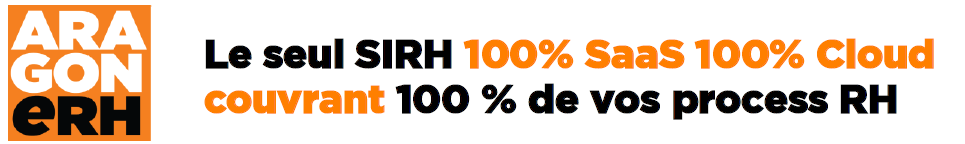 ARA
GON
eRH
Le seul SIRH 100% SaaS 100% Cloud
couvrant 100 % de vos process RH